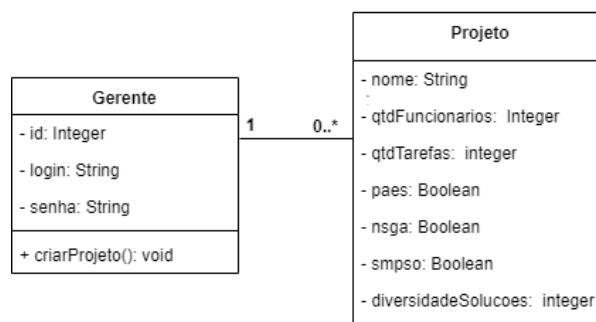 Gerente
- id: Integer
- login: String
- senha: String
+ criarProjeto(): void
1
0..*
Projeto
- nome: String
- qtdFuncionarios: Integer
- qtdTarefas: integer
- paes: Boolean
- nsga: Boolean
- smpso: Boolean
- diversidadeSolucoes: integer